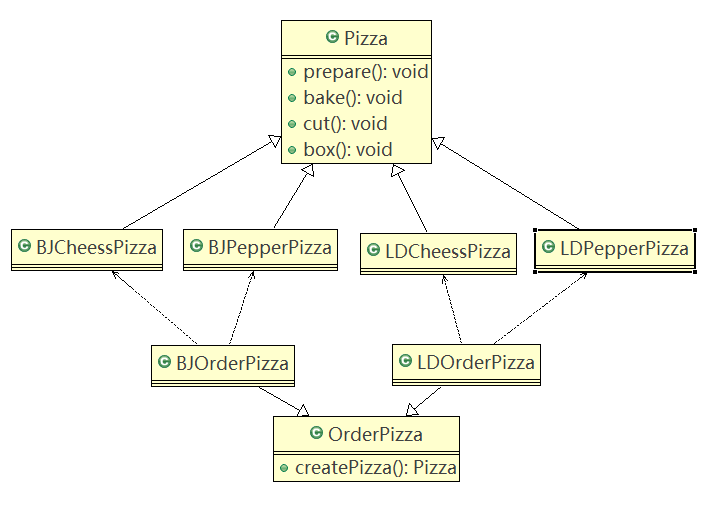 Pizza
prepare(): void
bake(): void
cut(): void
box(): void
BJCheessPizza
BJPepperPizza
LDCheessPizza
LDPepperPizza
BJOrderPizza
LDOrderPizza
OrderPizza
createPizza(): Pizza